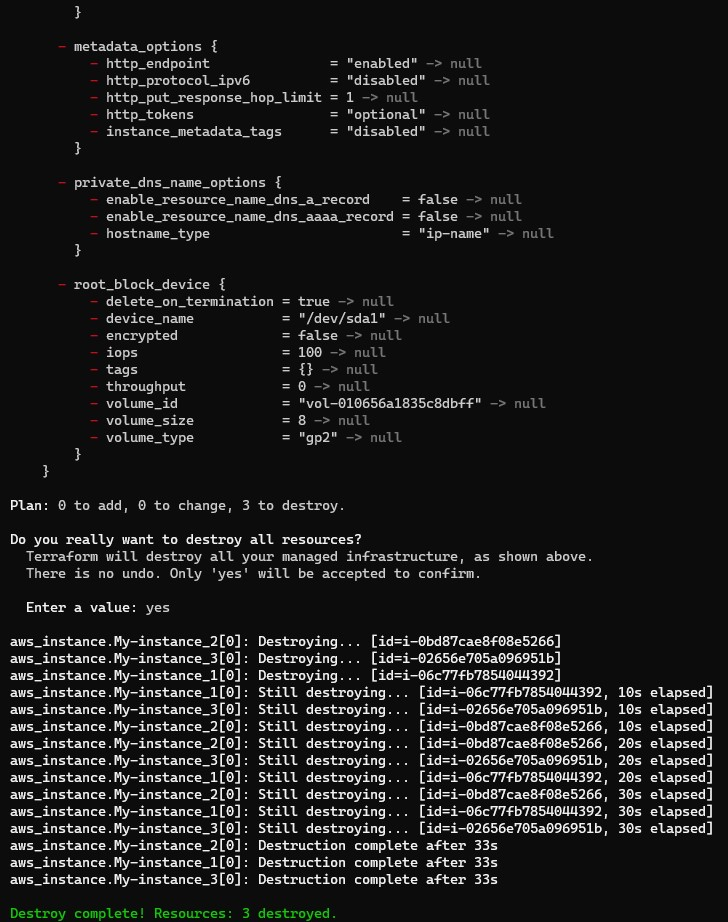 }
- metadata_options {
- http_endpoint = "enabled" -> null
- http_protocol_ipv6 = "disabled" -> null
- http_put_response_hop_limit = 1 -> null
- http_tokens = "optional" -> null
- instance_metadata_tags = "disabled" -> null
}
- private_dns_name_options {
- enable_resource_name_dns_a_record = false -> null
- enable_resource_name_dns_aaaa_record = false -> null
- hostname_type = "ip-name" -> null
}
- root_block_device {
- delete_on_termination = true -> null
- device_name = "/dev/sda1" -> null
- encrypted = false -> null
- iops = 100 -> null
- tags = {} -> null
- throughput = 0 -> null
- volume_id = "vol-010656a1835c8dbff" -> null
- volume_size = 8 -> null
- volume_type = "gp2" -> null
}
}
Plan: 0 to add, 0 to change, 3 to destroy.
Do you really want to destroy all resources?
Terraform will destroy all your managed infrastructure, as shown above.
There is no undo. Only 'yes' will be accepted to confirm.
Enter a value: yes
aws_instance.My-instance_2[0]: Destroying... [id=i-0bd87cae8f08e5266]
aws_instance.My-instance_3[0]: Destroying... [id=i-02656e705a096951b]
aws_instance.My-instance_1[0]: Destroying... [id=i-06c77fb7854044392]
aws_instance.My-instance_1[0]: Still destroying... [id=i-06c77fb7854044392, 10s elapsed]
aws_instance.My-instance_3[0]: Still destroying... [id=i-02656e705a096951b, 10s elapsed]
aws_instance.My-instance_2[0]: Still destroying... [id=i-0bd87cae8f08e5266, 10s elapsed]
aws_instance.My-instance_2[0]: Still destroying... [id=i-0bd87cae8f08e5266, 20s elapsed]
aws_instance.My-instance_3[0]: Still destroying... [id=i-02656e705a096951b, 20s elapsed]
aws_instance.My-instance_1[0]: Still destroying... [id=i-06c77fb7854044392, 20s elapsed]
aws_instance.My-instance_2[0]: Still destroying... [id=i-0bd87cae8f08e5266, 30s elapsed]
aws_instance.My-instance_1[0]: Still destroying... [id=i-06c77fb7854044392, 30s elapsed]
aws_instance.My-instance_3[0]: Still destroying... [id=i-02656e705a096951b, 30s elapsed]
aws_instance.My-instance_2[0]: Destruction complete after 33s
aws_instance.My-instance_1[0]: Destruction complete after 33s
aws_instance.My-instance_3[0]: Destruction complete after 33s
Destroy complete! Resources: 3 destroyed.